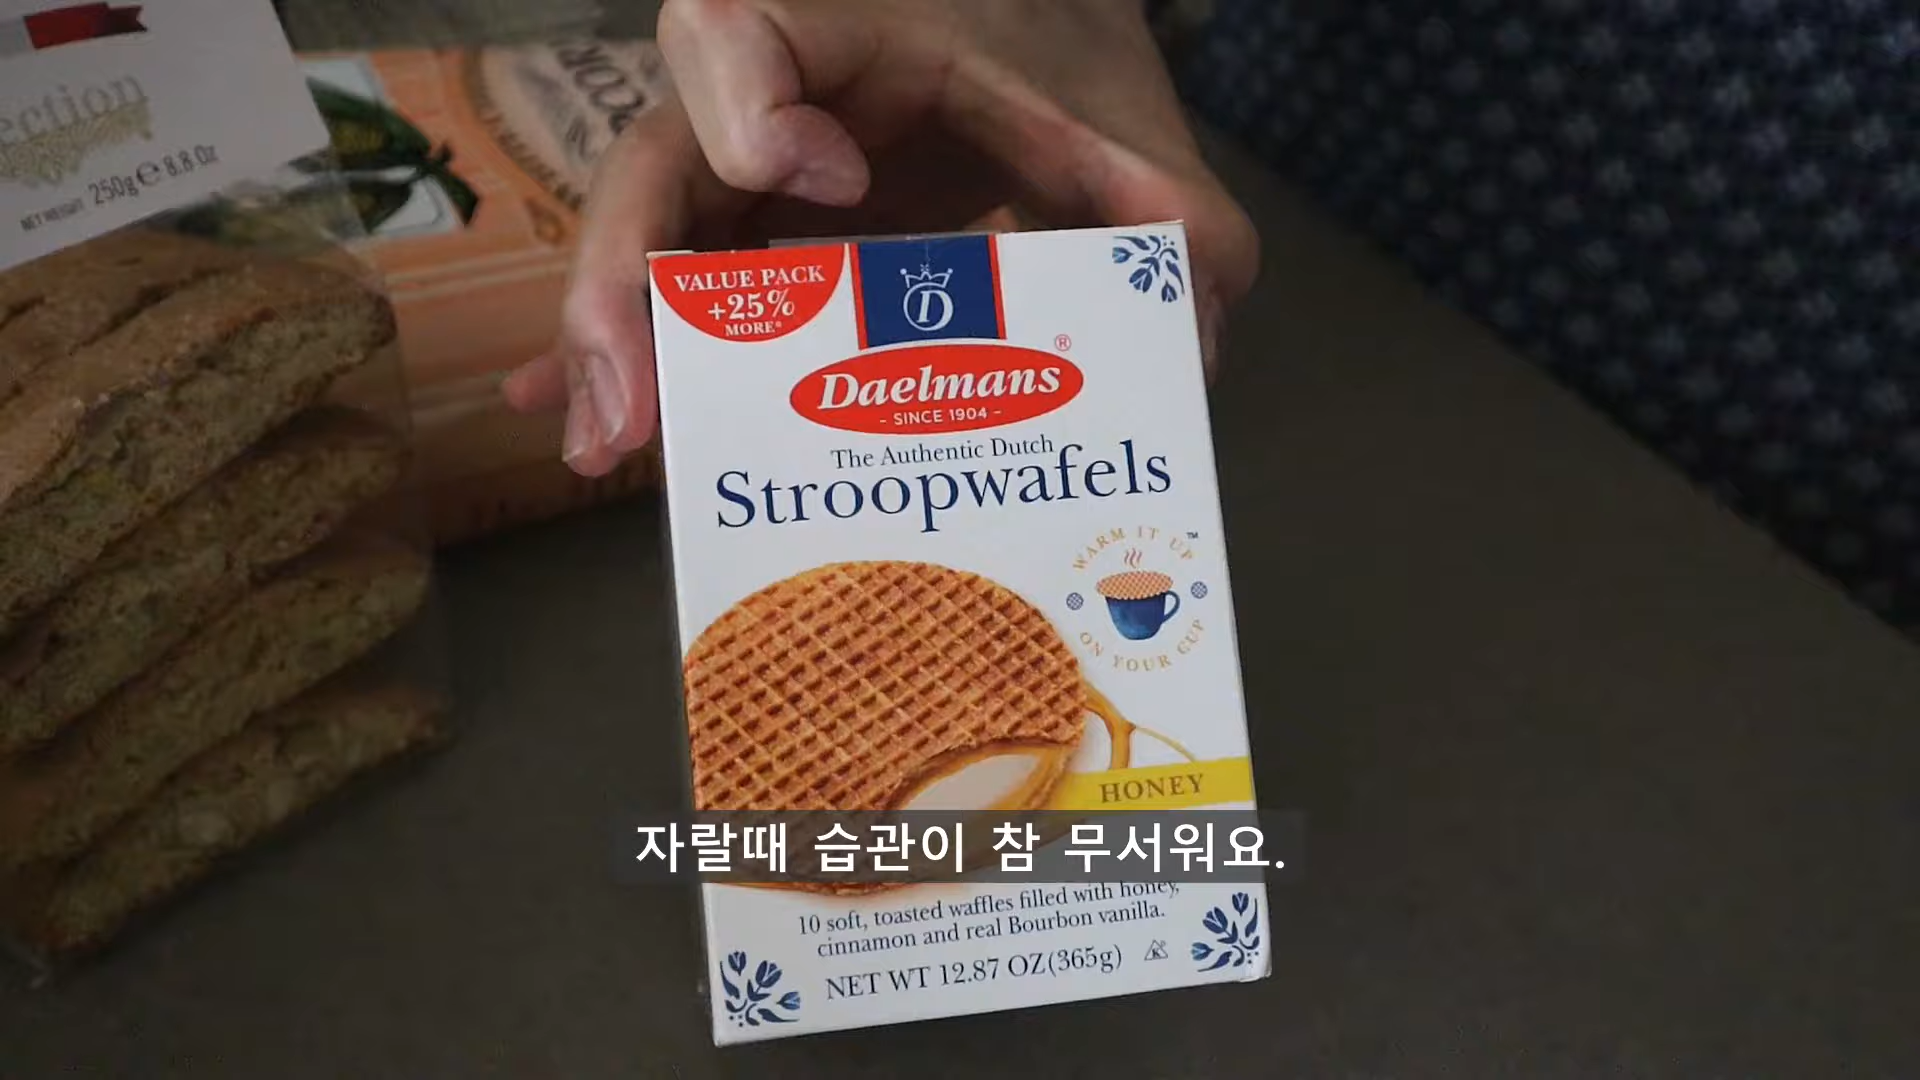 ection
NET WEIGHT 250g ℮ 8.8 Oz
VALUE PACK
+25%
MORE*
D
Daelmans
®
- SINCE 1904 -
The Authentic Dutch
Stroopwafels
WARM IT UP ™
ON YOUR CUP
HONEY
자랄때 습관이 참 무서워요.
10 soft, toasted waffles filled with honey,
cinnamon and real Bourbon vanilla.
NET WT 12.87 OZ(365g)